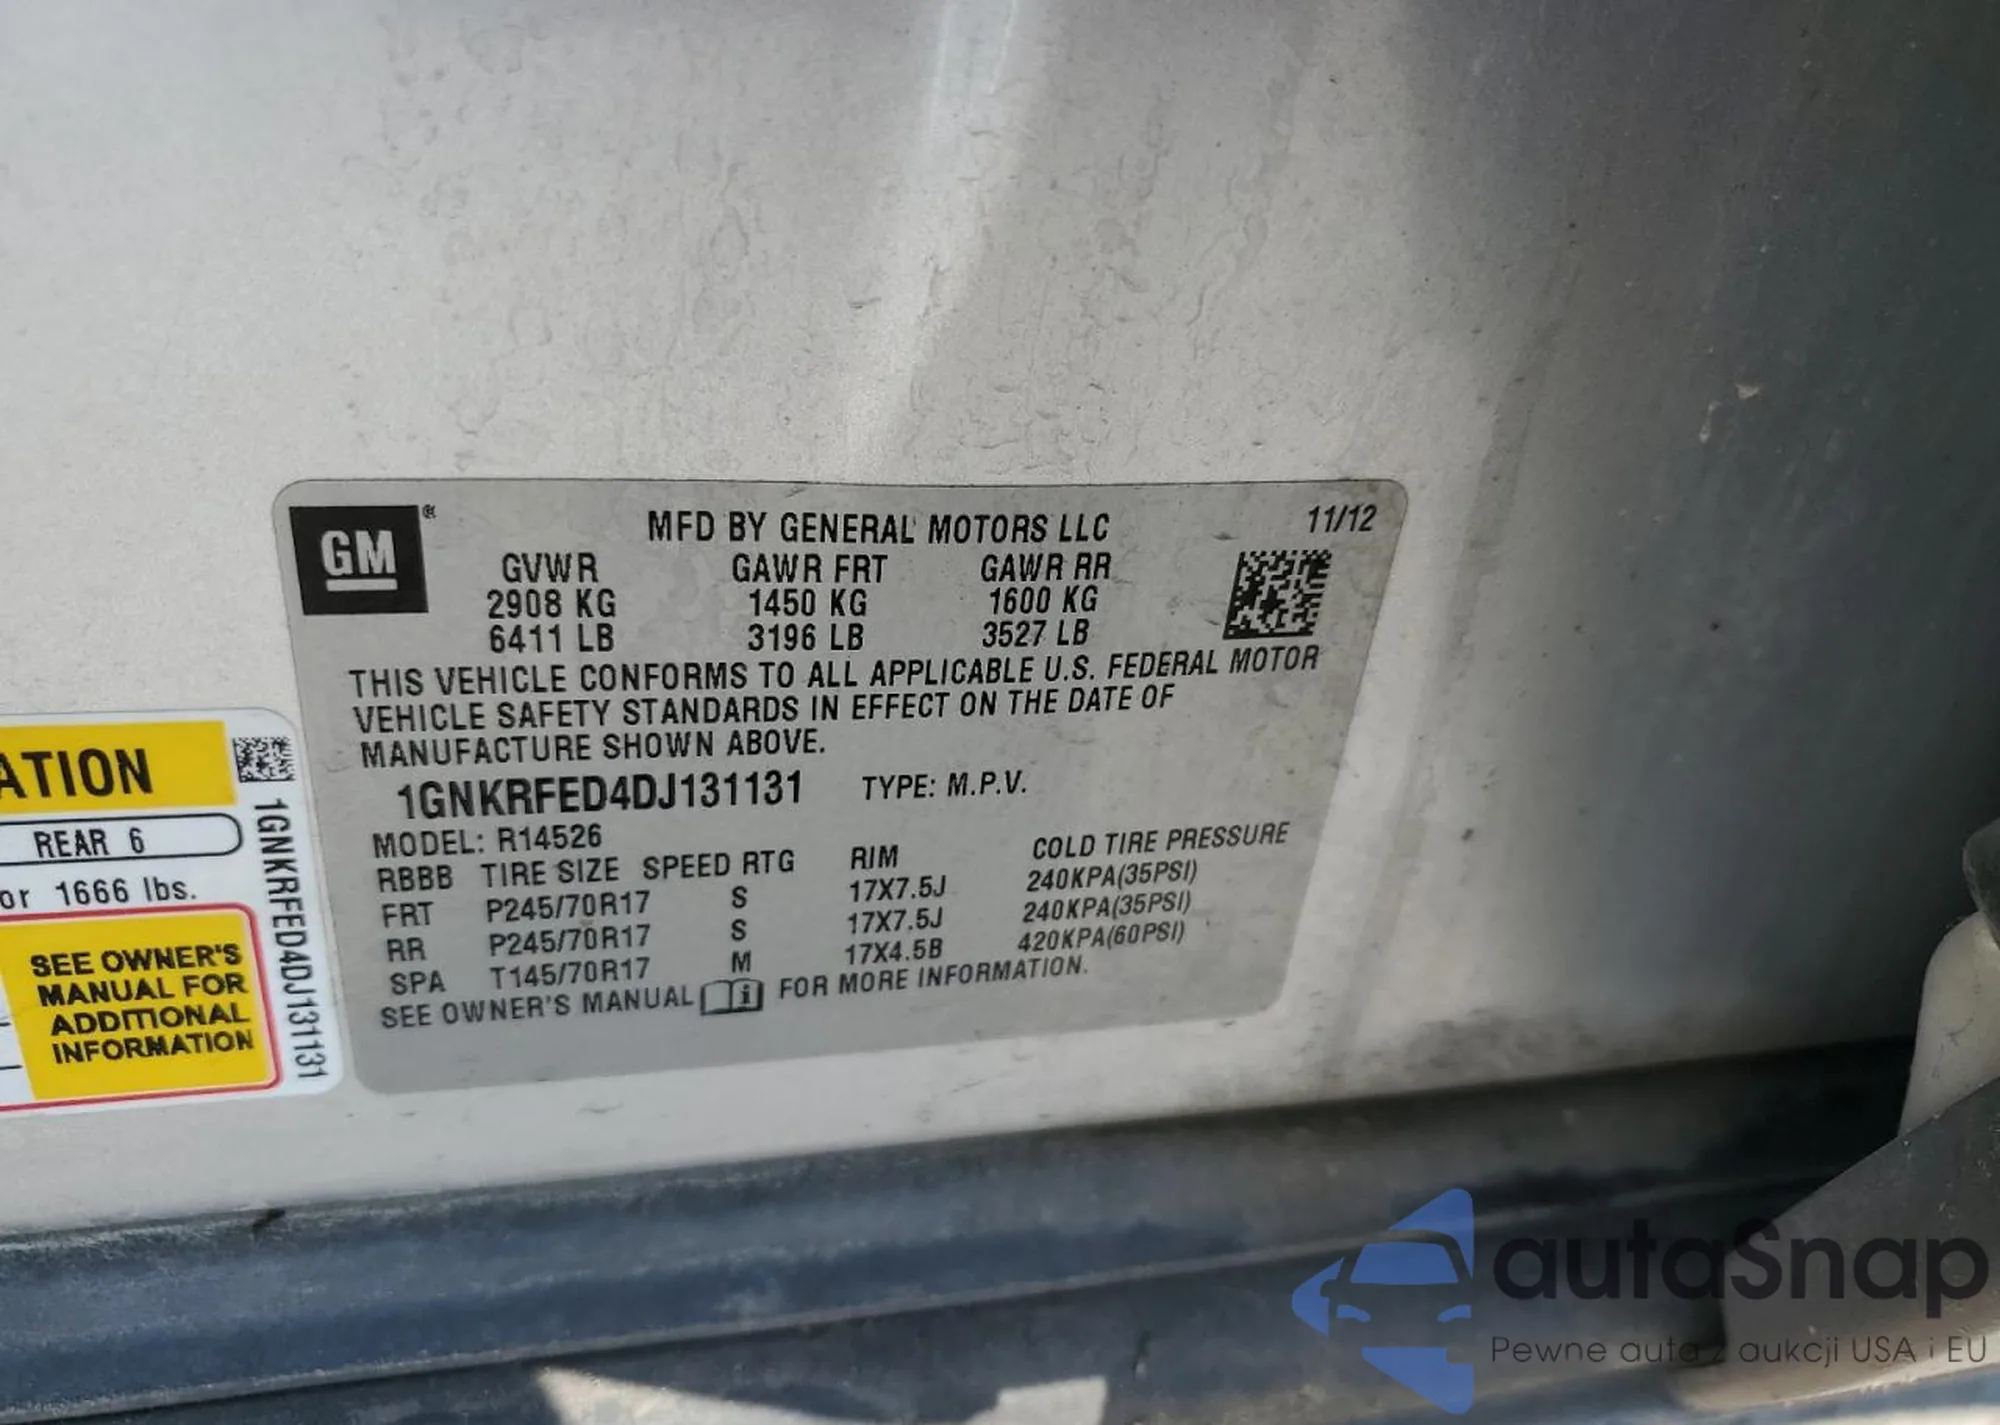 GM®
MFD BY GENERAL MOTORS LLC 11/12
GVWR GAWR FRT GAWR RR
2908 KG 1450 KG 1600 KG
6411 LB 3196 LB 3527 LB
THIS VEHICLE CONFORMS TO ALL APPLICABLE U.S. FEDERAL MOTOR
VEHICLE SAFETY STANDARDS IN EFFECT ON THE DATE OF
MANUFACTURE SHOWN ABOVE.
1GNKRFED4DJ131131 TYPE: M.P.V.
MODEL: R14526
RBBB TIRE SIZE SPEED RTG RIM COLD TIRE PRESSURE
FRT P245/70R17 S 17X7.5J 240KPA(35PSI)
RR P245/70R17 S 17X7.5J 240KPA(35PSI)
SPA T145/70R17 M 17X4.5B 420KPA(60PSI)
SEE OWNER'S MANUAL FOR MORE INFORMATION.
ATION
REAR 6
or 1666 lbs.
SEE OWNER'S
MANUAL FOR
ADDITIONAL
INFORMATION
1GNKRFED4DJ131131
autaSnap
Pewne auta z aukcji USA i EU